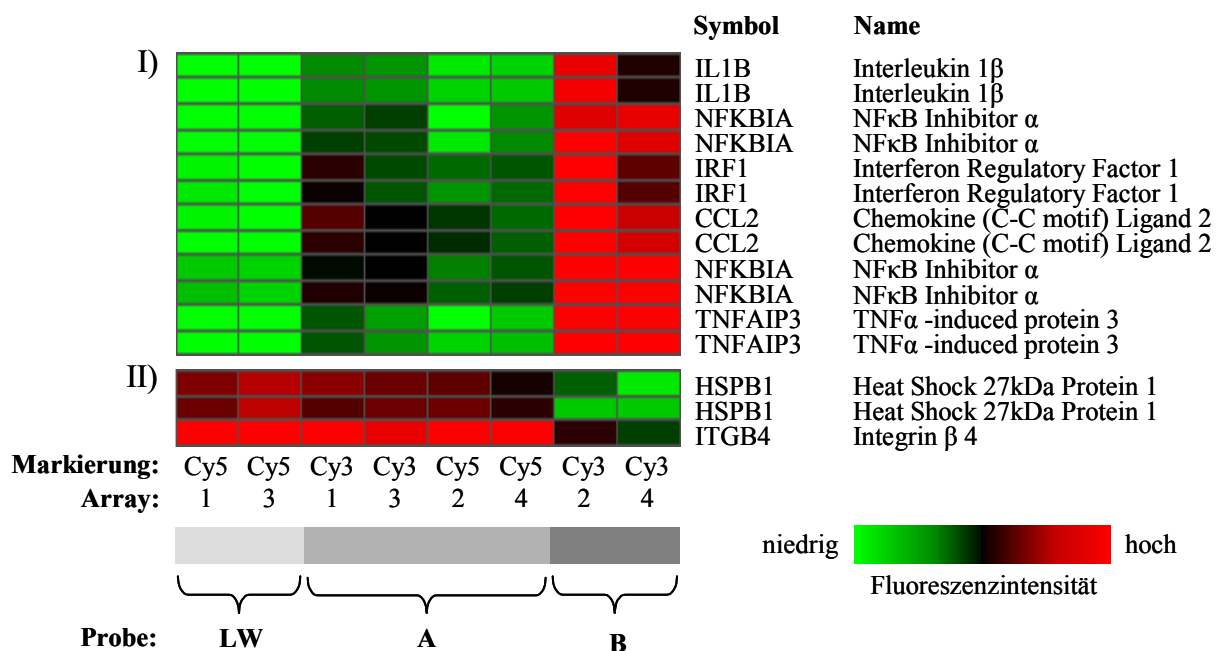 Symbol Name
I)
IL1B Interleukin 1β
IL1B Interleukin 1β
NFKBIA NFκB Inhibitor α
NFKBIA NFκB Inhibitor α
IRF1 Interferon Regulatory Factor 1
IRF1 Interferon Regulatory Factor 1
CCL2 Chemokine (C-C motif) Ligand 2
CCL2 Chemokine (C-C motif) Ligand 2
NFKBIA NFκB Inhibitor α
NFKBIA NFκB Inhibitor α
TNFAIP3 TNFα -induced protein 3
TNFAIP3 TNFα -induced protein 3
II)
HSPB1 Heat Shock 27kDa Protein 1
HSPB1 Heat Shock 27kDa Protein 1
ITGB4 Integrin β 4
Markierung: Cy5 Cy5 Cy3 Cy3 Cy5 Cy5 Cy3 Cy3
Array: 1 3 1 3 2 4 2 4
niedrig hoch
Fluoreszenzintensität
Probe: LW A B